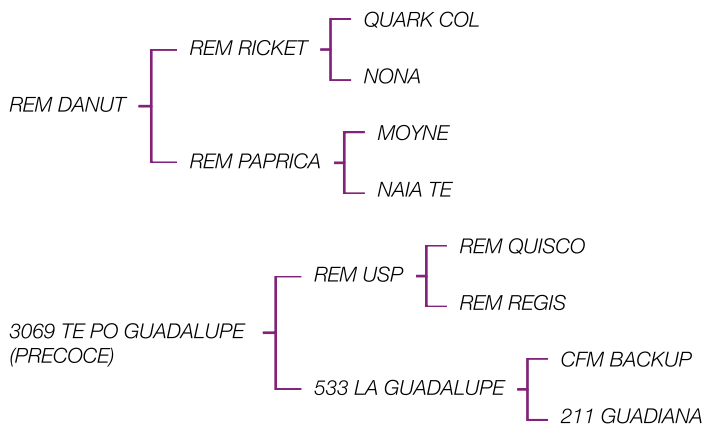 QUARK COL
REM RICKET
NONA
REM DANUT
MOYNE
REM PAPRICA
NAIA TE
REM QUISCO
REM USP
REM REGIS
3069 TE PO GUADALUPE
(PRECOCE)
CFM BACKUP
533 LA GUADALUPE
211 GUADIANA